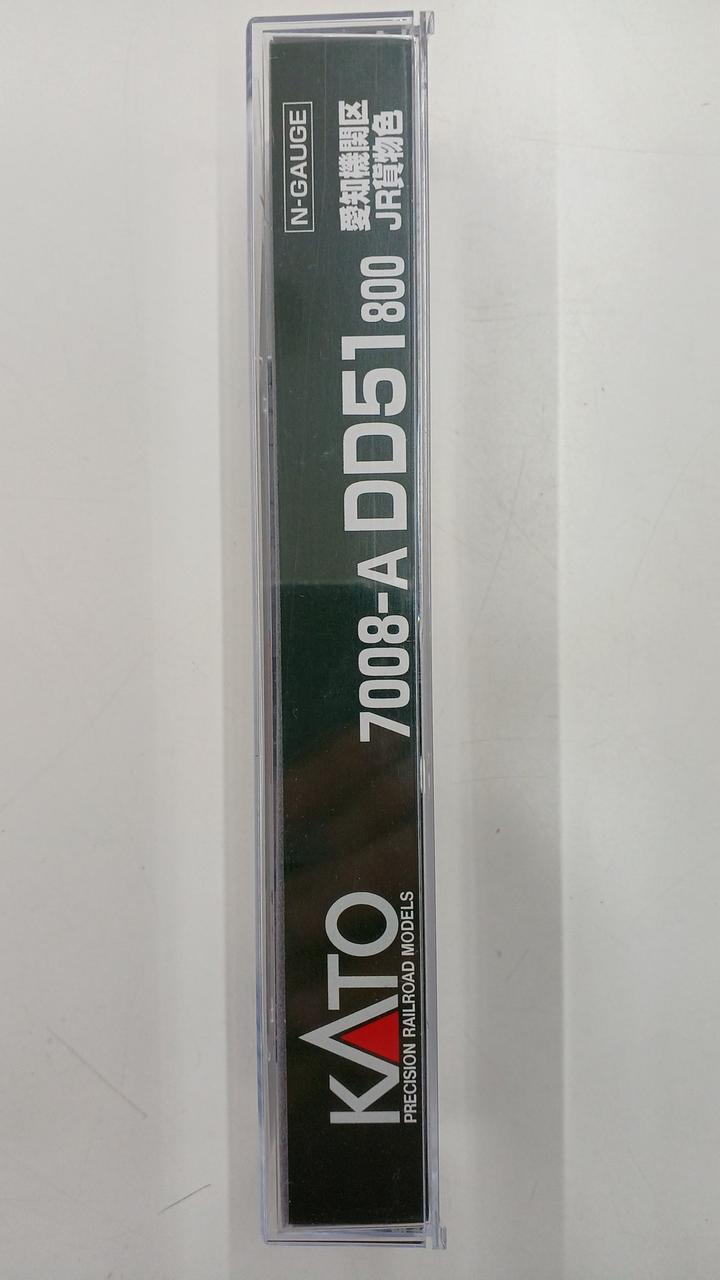 KATO
PRECISION RAILROAD MODELS
7008-A DD51 800
愛知機関区
JR貨物色
N-GAUGE